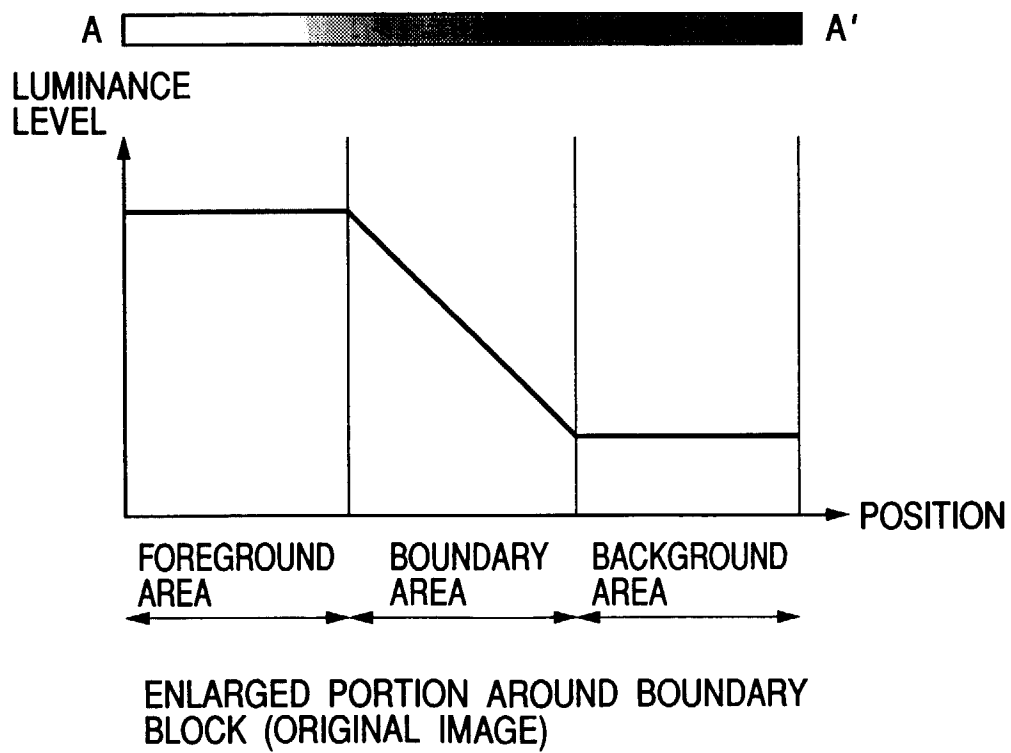 A A'
LUMINANCE
LEVEL
POSITION
FOREGROUND
AREA
BOUNDARY
AREA
BACKGROUND
AREA
ENLARGED PORTION AROUND BOUNDARY
BLOCK (ORIGINAL IMAGE)